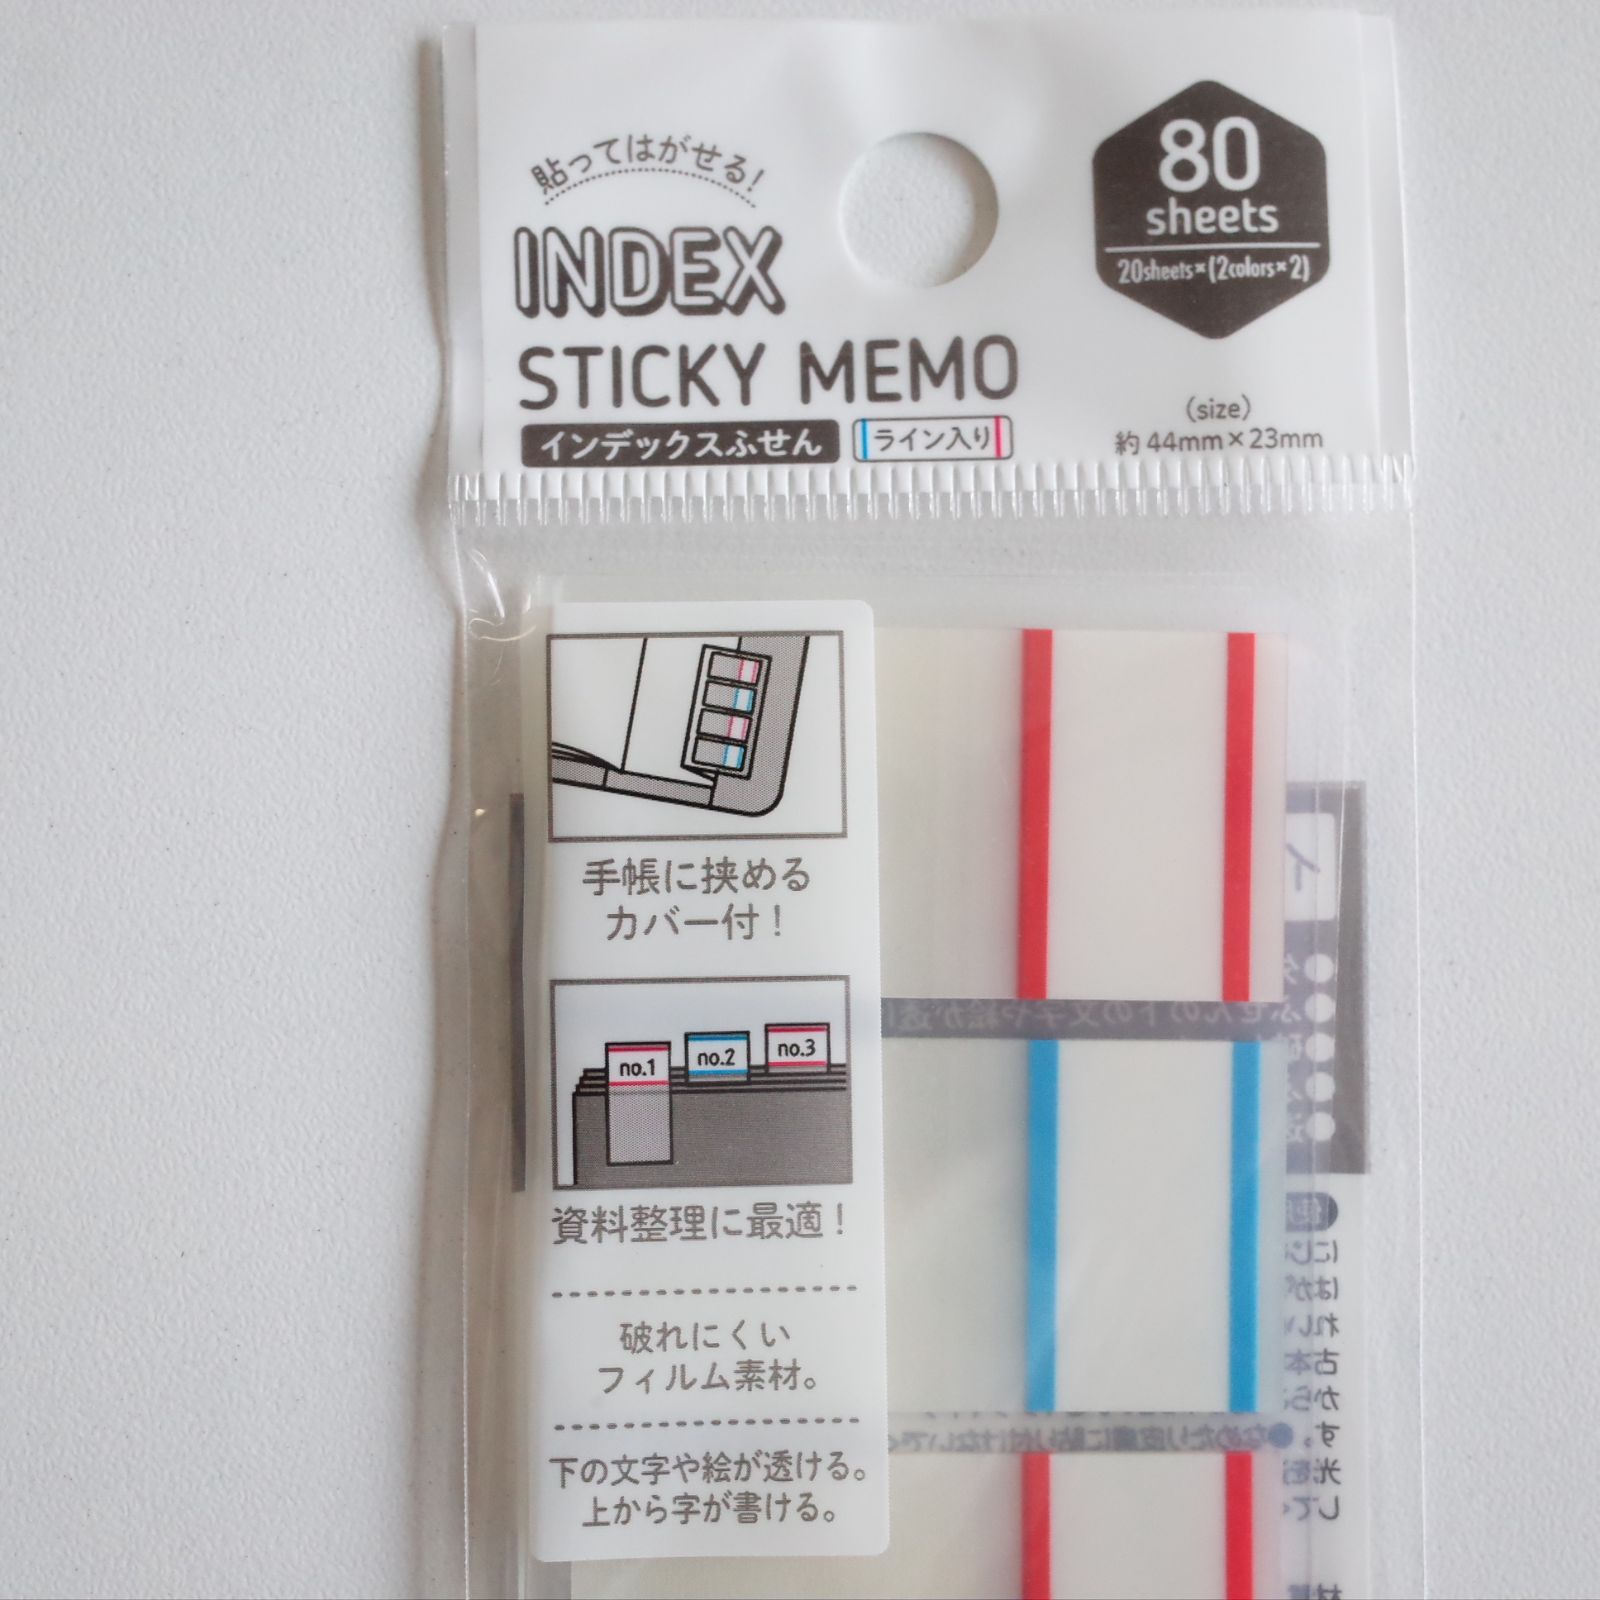 貼ってはがせる!
INDEX
STICKY MEMO
インデックスふせん
ライン入り
80
sheets
20sheets×(2colors×2)
(size)
約44mm×23mm
手帳に挟める
カバー付!
no.1
no.2
no.3
資料整理に最適!
破れにくい
フィルム素材。
下の文字や絵が透ける。
上から字が書ける。